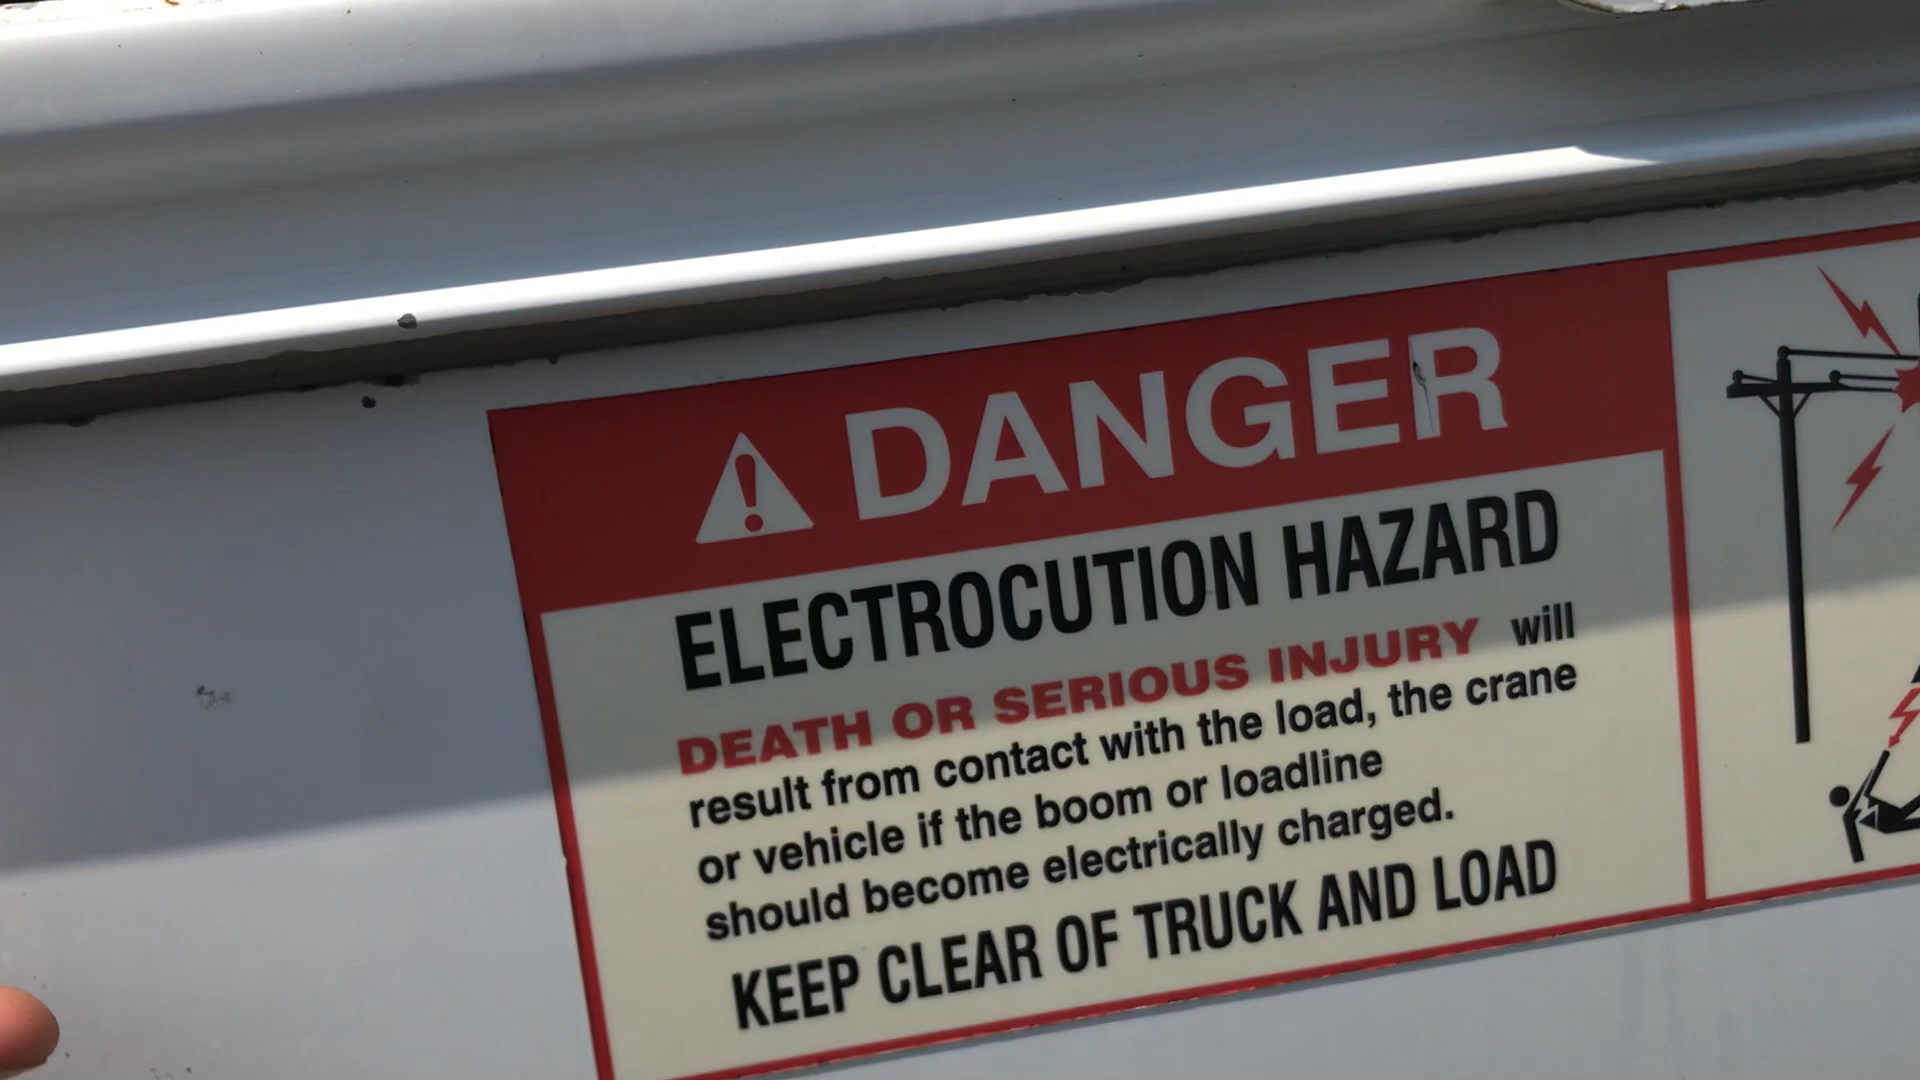 DANGER
ELECTROCUTION HAZARD
DEATH OR SERIOUS INJURY will
result from contact with the load, the crane
or vehicle if the boom or loadline
should become electrically charged.
KEEP CLEAR OF TRUCK AND LOAD